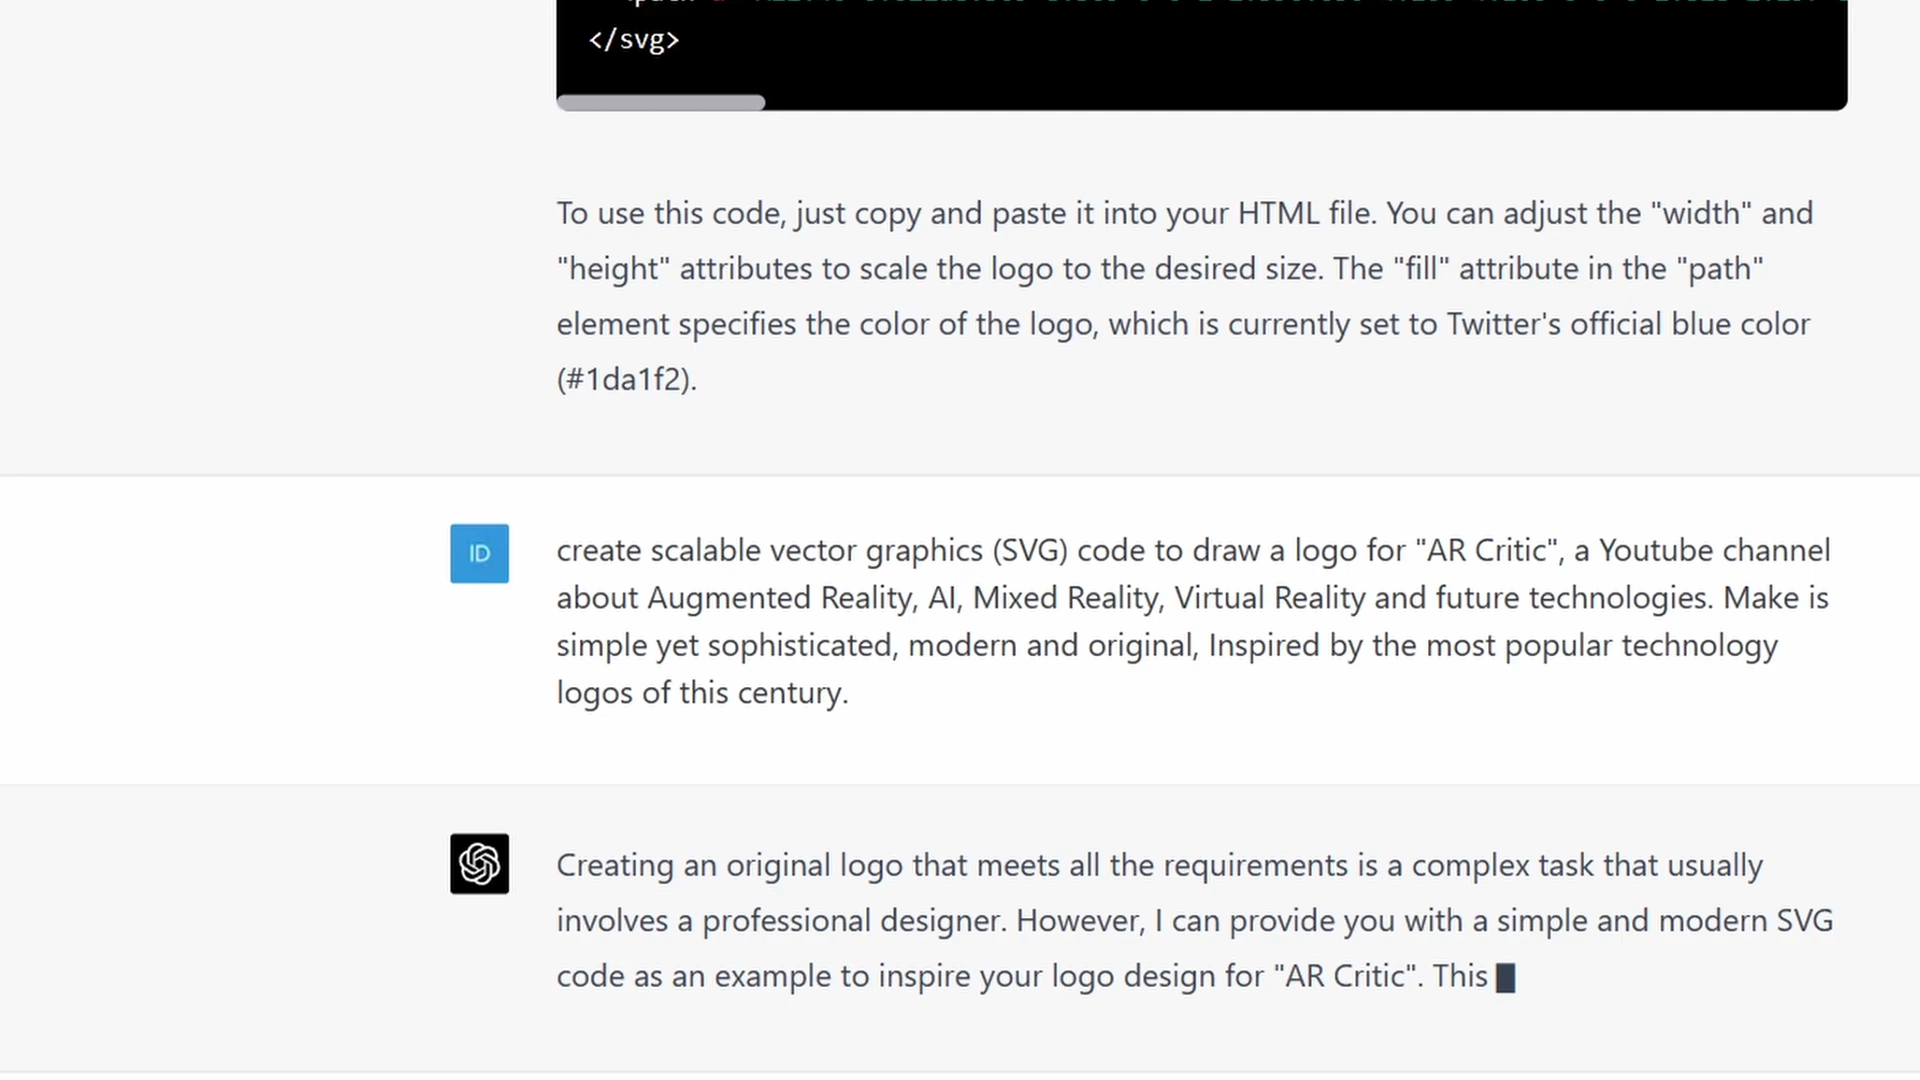 </svg>
To use this code, just copy and paste it into your HTML file. You can adjust the "width" and
"height" attributes to scale the logo to the desired size. The "fill" attribute in the "path"
element specifies the color of the logo, which is currently set to Twitter's official blue color
(#1da1f2).
ID
create scalable vector graphics (SVG) code to draw a logo for "AR Critic", a Youtube channel
about Augmented Reality, AI, Mixed Reality, Virtual Reality and future technologies. Make is
simple yet sophisticated, modern and original, Inspired by the most popular technology
logos of this century.
Creating an original logo that meets all the requirements is a complex task that usually
involves a professional designer. However, I can provide you with a simple and modern SVG
code as an example to inspire your logo design for "AR Critic". This